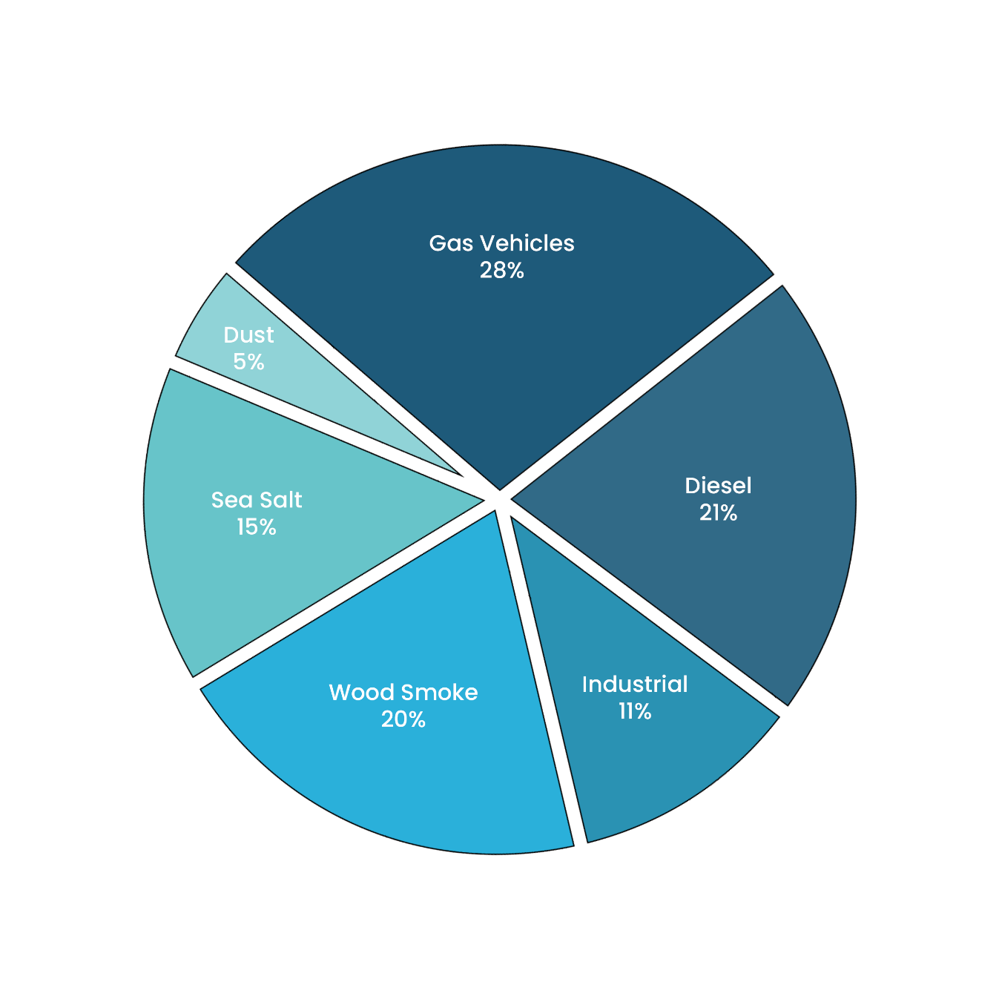 Gas Vehicles
28%
Dust
5%
Diesel
21%
Sea Salt
15%
Industrial
11%
Wood Smoke
20%